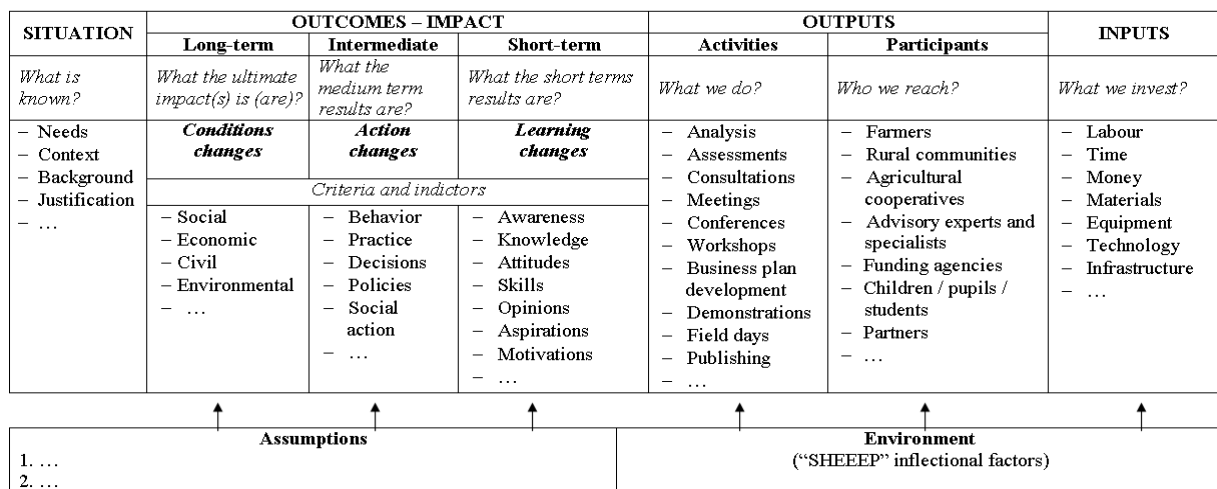 SITUATION
OUTCOMES – IMPACT
OUTPUTS
INPUTS
Long-term
Intermediate
Short-term
Activities
Participants
What is
known?
What the ultimate
impact(s) is (are)?
What the
medium term
results are?
What the short terms
results are?
What we do?
Who we reach?
What we invest?
– Needs
– Context
– Background
– Justification
– …
Conditions
changes
Action
changes
Learning
changes
Criteria and indictors
– Social
– Economic
– Civil
– Environmental
– …
– Behavior
– Practice
– Decisions
– Policies
– Social
action
– …
– Awareness
– Knowledge
– Attitudes
– Skills
– Opinions
– Aspirations
– Motivations
– …
– Analysis
– Assessments
– Consultations
– Meetings
– Conferences
– Workshops
– Business plan
development
– Demonstrations
– Field days
– Publishing
– …
– Farmers
– Rural communities
– Agricultural
cooperatives
– Advisory experts and
specialists
– Funding agencies
– Children / pupils /
students
– Partners
– …
– Labour
– Time
– Money
– Materials
– Equipment
– Technology
– Infrastructure
– …
Assumptions
1. …
2. …
Environment
(“SHEEEP” inflectional factors)